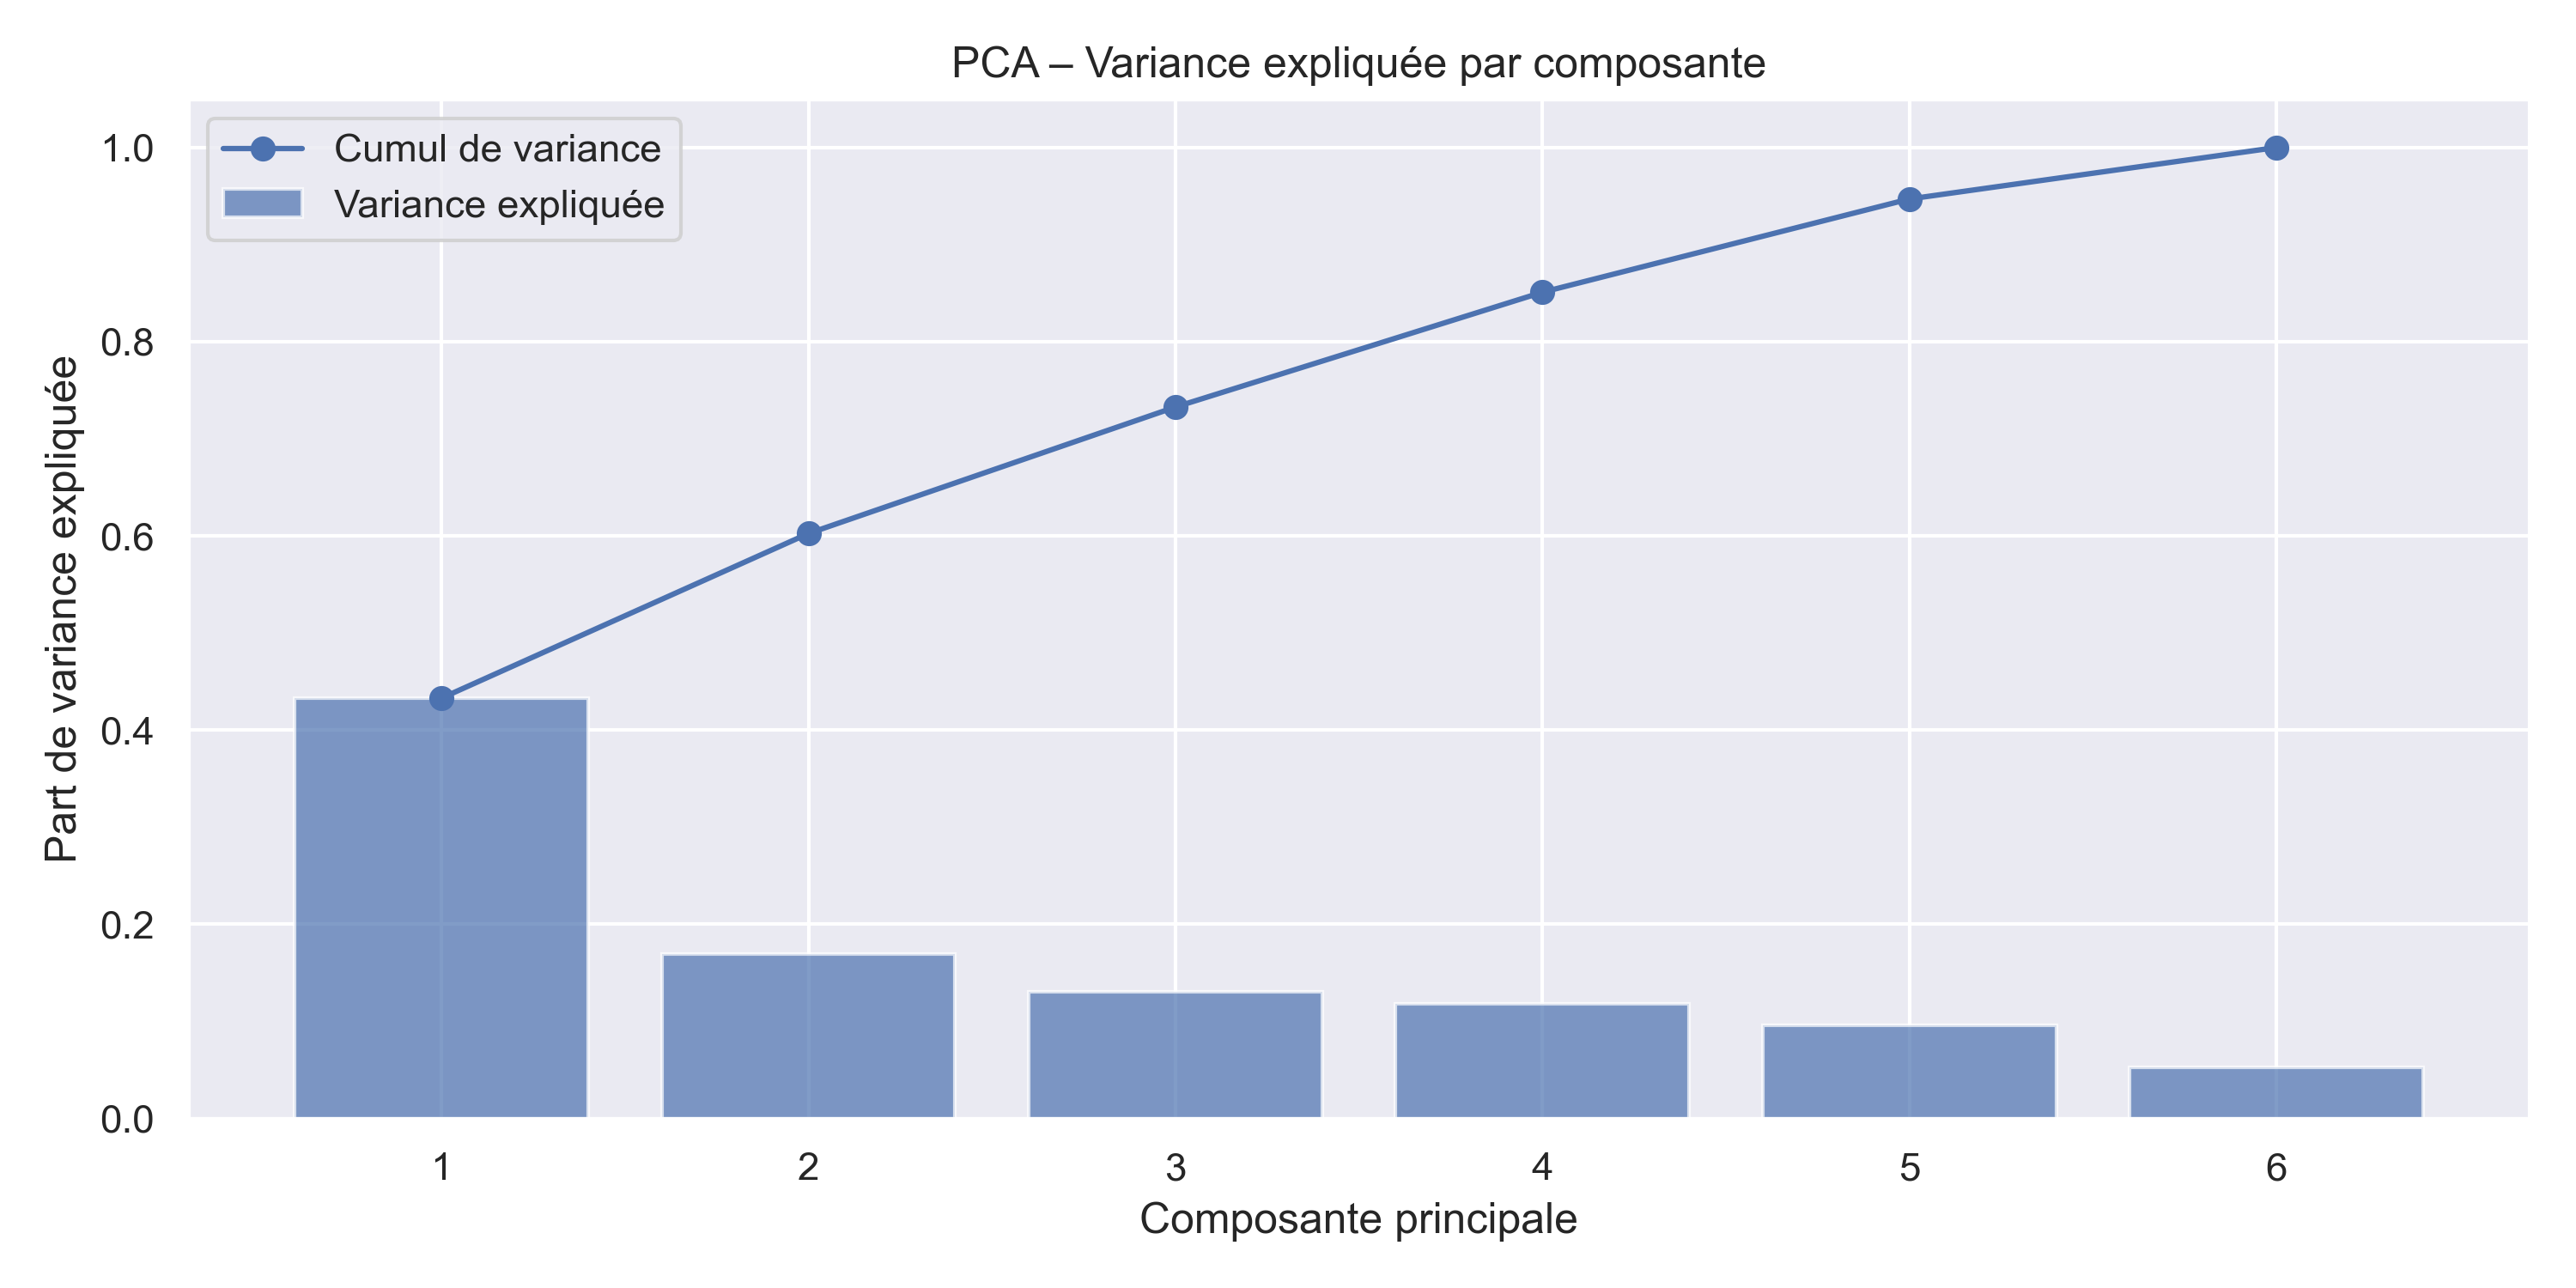 PCA – Variance expliquée par composante
Cumul de variance
Variance expliquée
Part de variance expliquée
1.0
0.8
0.6
0.4
0.2
0.0
1 2 3 4 5 6
Composante principale